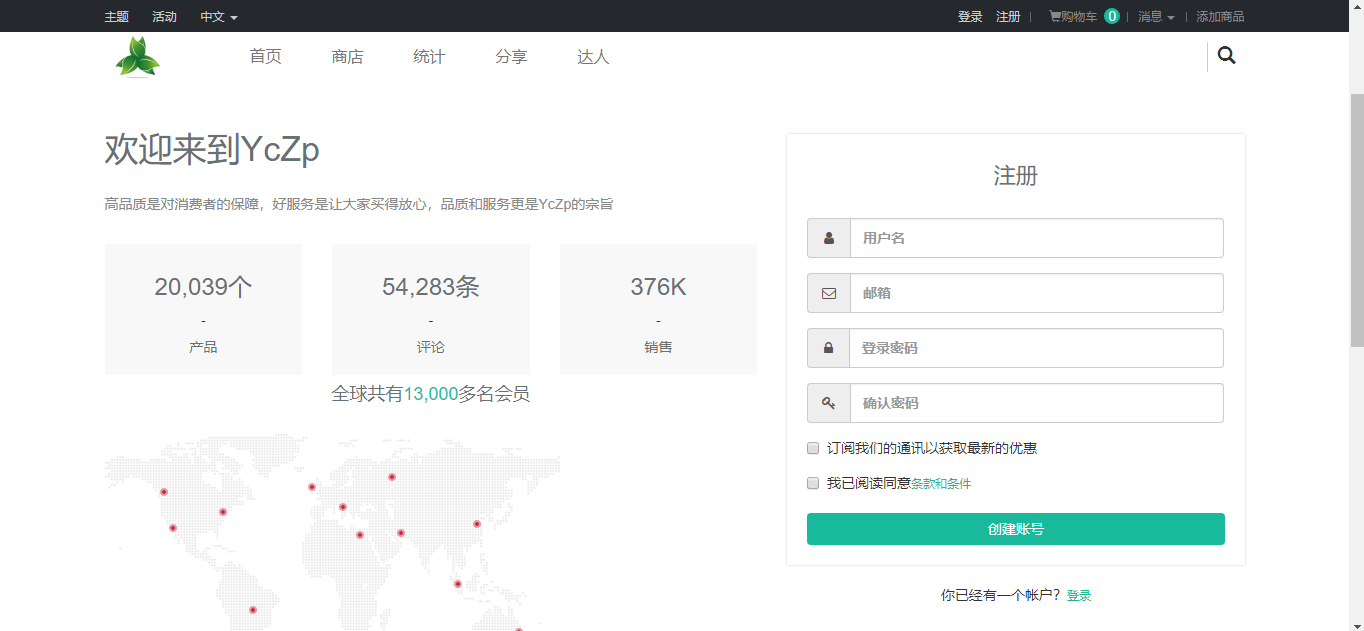 主题 活动 中文 登录 注册 | 购物车 0 | 消息 | 添加商品
首页 商店 统计 分享 达人
欢迎来到YcZp
高品质是对消费者的保障，好服务是让大家买得放心，品质和服务更是YcZp的宗旨
20,039个
-
产品
54,283条
-
评论
376K
-
销售
全球共有13,000多名会员
注册
用户名
邮箱
登录密码
确认密码
订阅我们的通讯以获取最新的优惠
我已阅读同意条款和条件
创建账号
你已经有一个帐户？ 登录